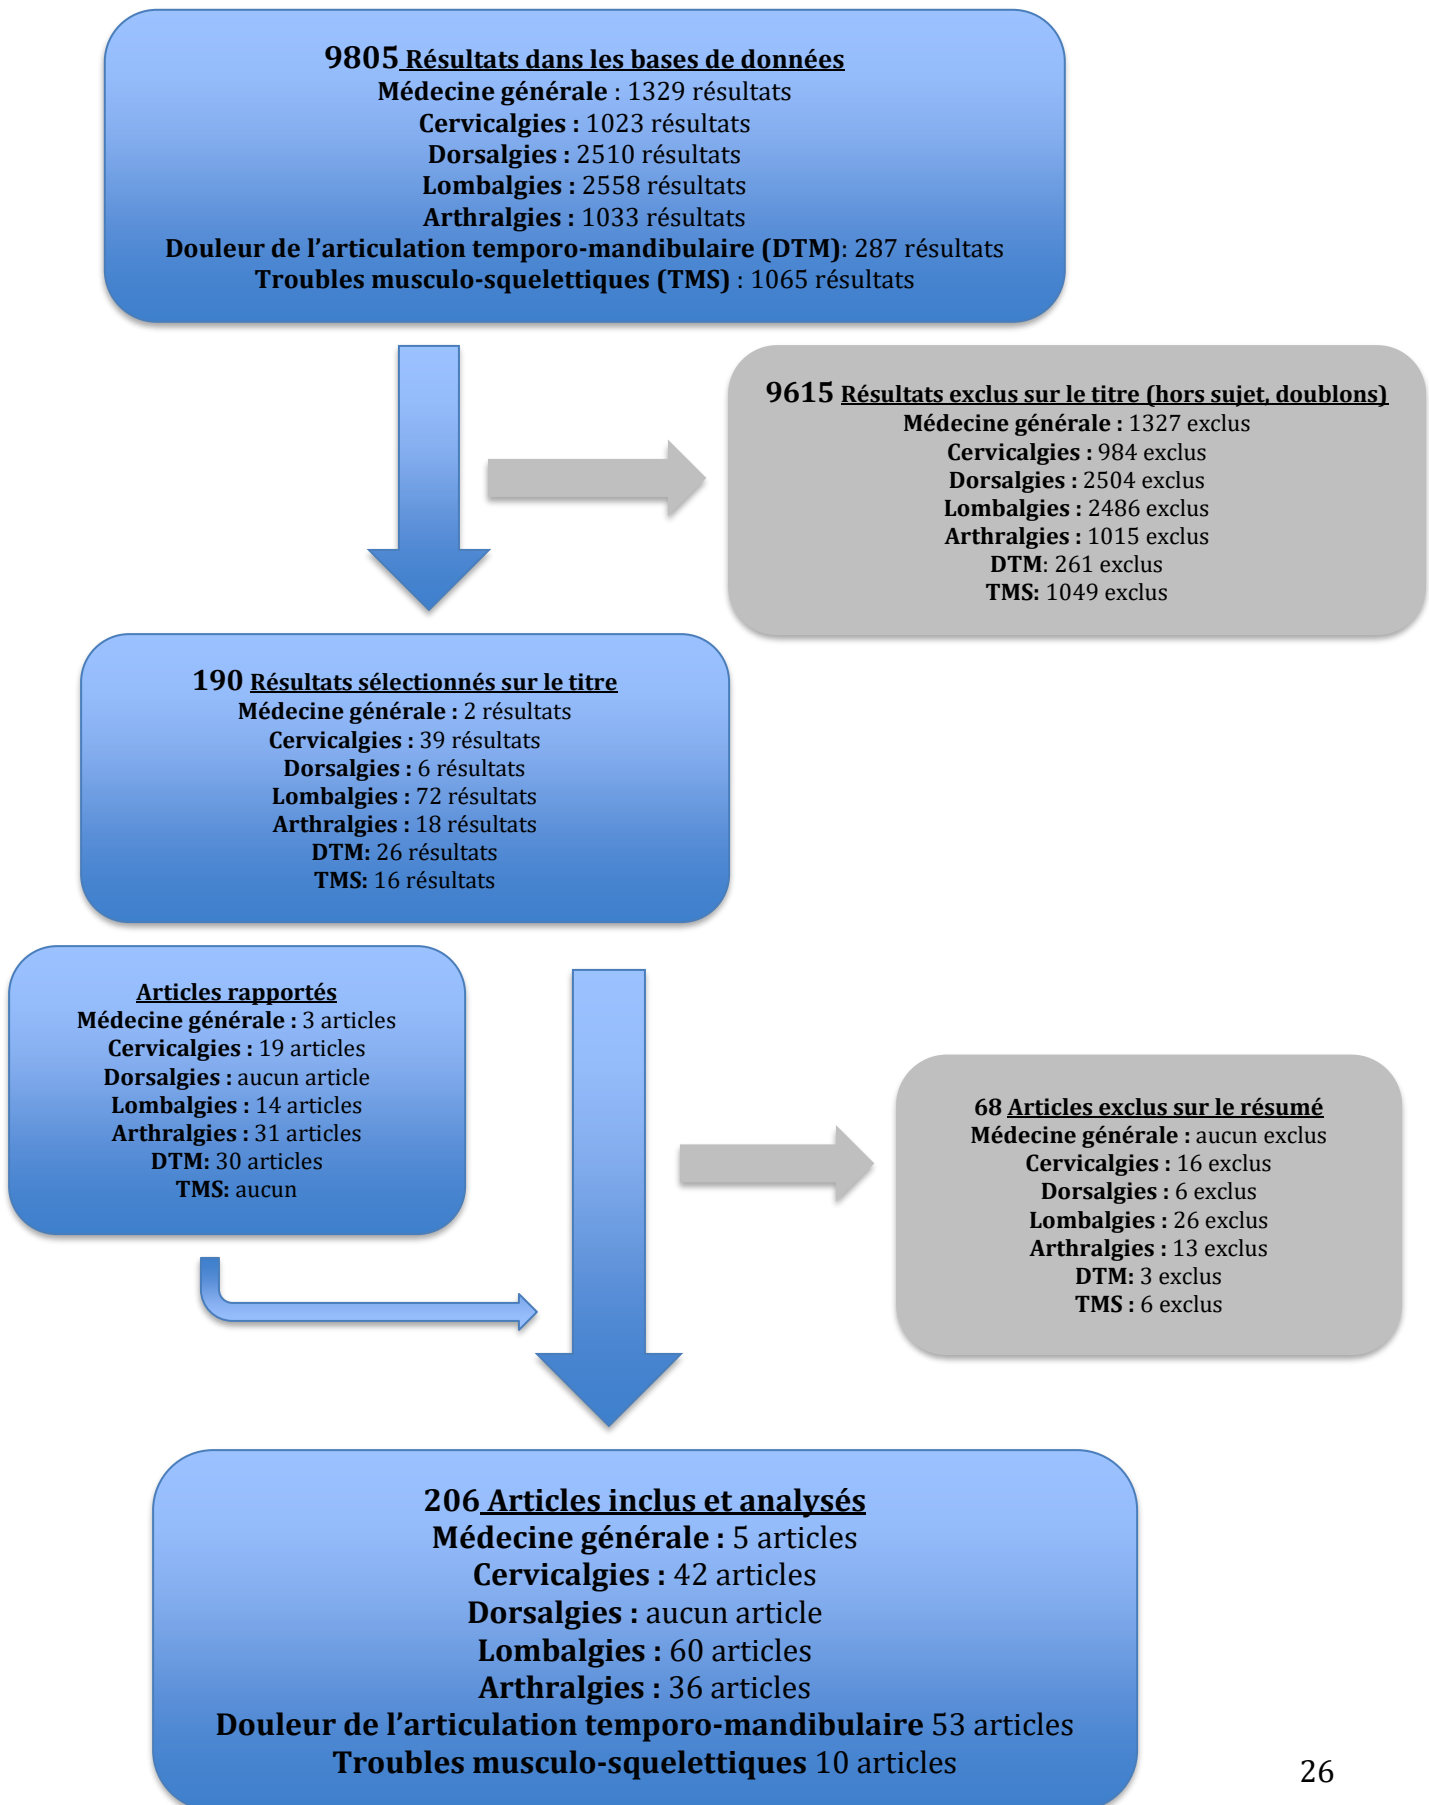 9805 Résultats dans les bases de données
Médecine générale : 1329 résultats
Cervicalgies : 1023 résultats
Dorsalgies : 2510 résultats
Lombalgies : 2558 résultats
Arthralgies : 1033 résultats
Douleur de l’articulation temporo-mandibulaire (DTM): 287 résultats
Troubles musculo-squelettiques (TMS) : 1065 résultats
9615 Résultats exclus sur le titre (hors sujet, doublons)
Médecine générale : 1327 exclus
Cervicalgies : 984 exclus
Dorsalgies : 2504 exclus
Lombalgies : 2486 exclus
Arthralgies : 1015 exclus
DTM: 261 exclus
TMS: 1049 exclus
190 Résultats sélectionnés sur le titre
Médecine générale : 2 résultats
Cervicalgies : 39 résultats
Dorsalgies : 6 résultats
Lombalgies : 72 résultats
Arthralgies : 18 résultats
DTM: 26 résultats
TMS: 16 résultats
Articles rapportés
Médecine générale : 3 articles
Cervicalgies : 19 articles
Dorsalgies : aucun article
Lombalgies : 14 articles
Arthralgies : 31 articles
DTM: 30 articles
TMS: aucun
68 Articles exclus sur le résumé
Médecine générale : aucun exclus
Cervicalgies : 16 exclus
Dorsalgies : 6 exclus
Lombalgies : 26 exclus
Arthralgies : 13 exclus
DTM: 3 exclus
TMS : 6 exclus
206 Articles inclus et analysés
Médecine générale : 5 articles
Cervicalgies : 42 articles
Dorsalgies : aucun article
Lombalgies : 60 articles
Arthralgies : 36 articles
Douleur de l’articulation temporo-mandibulaire 53 articles
Troubles musculo-squelettiques 10 articles
26